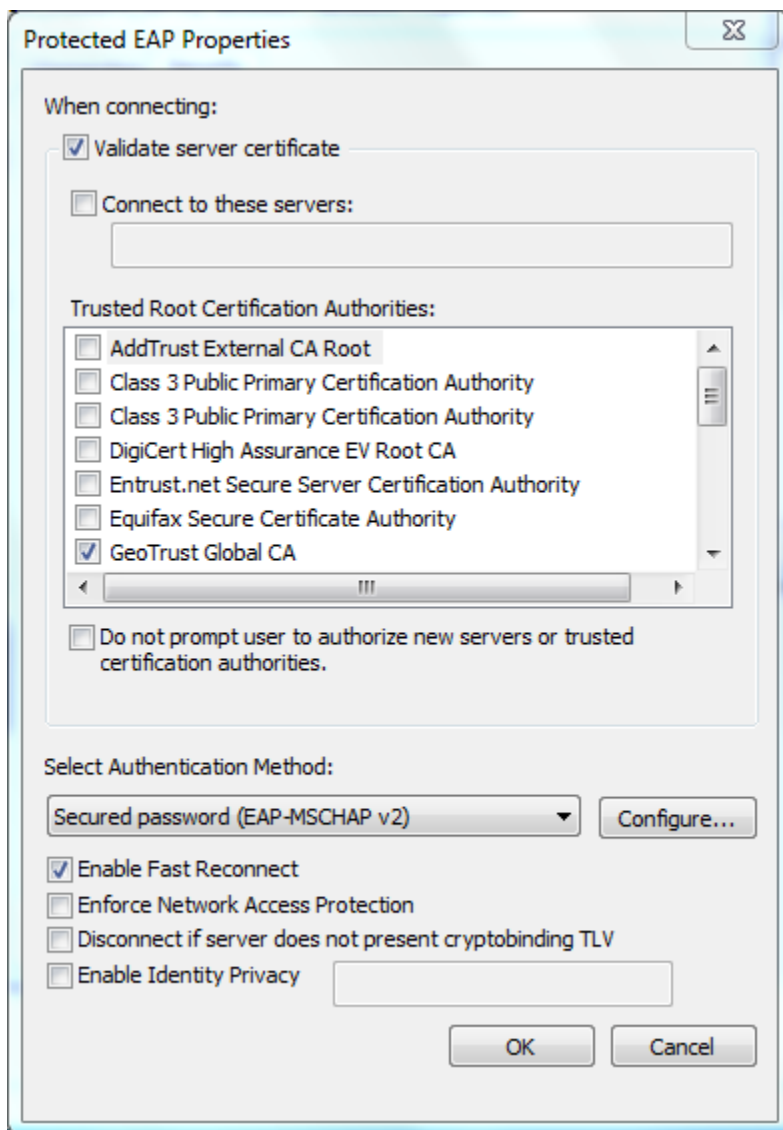 Protected EAP Properties
When connecting:
Validate server certificate
Connect to these servers:
Trusted Root Certification Authorities:
AddTrust External CA Root
Class 3 Public Primary Certification Authority
Class 3 Public Primary Certification Authority
DigiCert High Assurance EV Root CA
Entrust.net Secure Server Certification Authority
Equifax Secure Certificate Authority
GeoTrust Global CA
Do not prompt user to authorize new servers or trusted
certification authorities.
Select Authentication Method:
Secured password (EAP-MSCHAP v2)
Configure...
Enable Fast Reconnect
Enforce Network Access Protection
Disconnect if server does not present cryptobinding TLV
Enable Identity Privacy
OK
Cancel